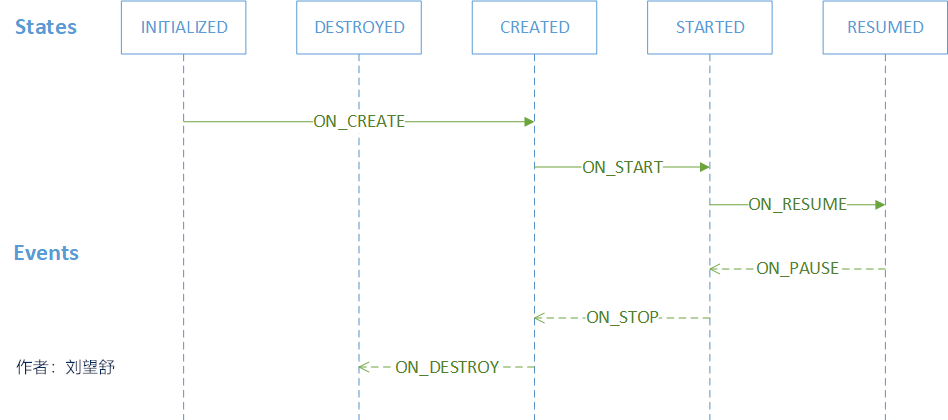 States
INITIALIZED
DESTROYED
CREATED
STARTED
RESUMED
ON_CREATE
ON_START
ON_RESUME
Events
ON_PAUSE
ON_STOP
作者：刘望舒
ON_DESTROY